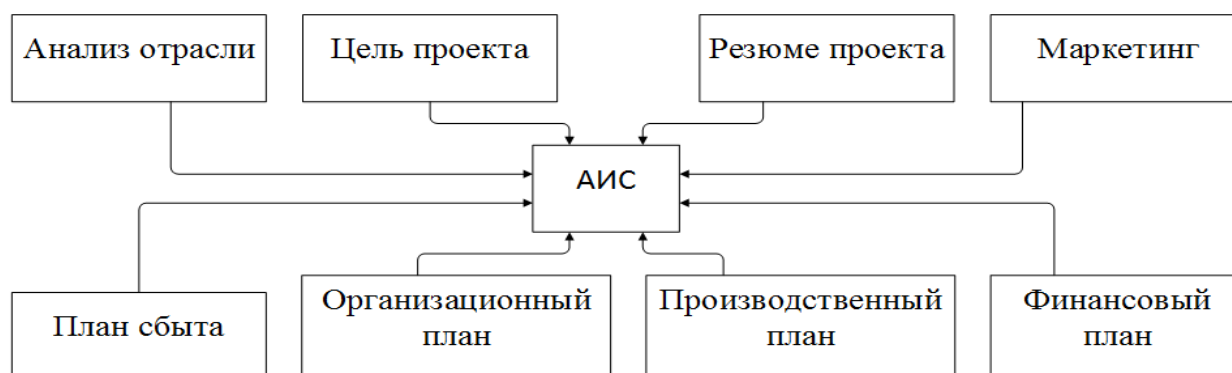 Анализ отрасли
Цель проекта
Резюме проекта
Маркетинг
АИС
План сбыта
Организационный
план
Производственный
план
Финансовый
план